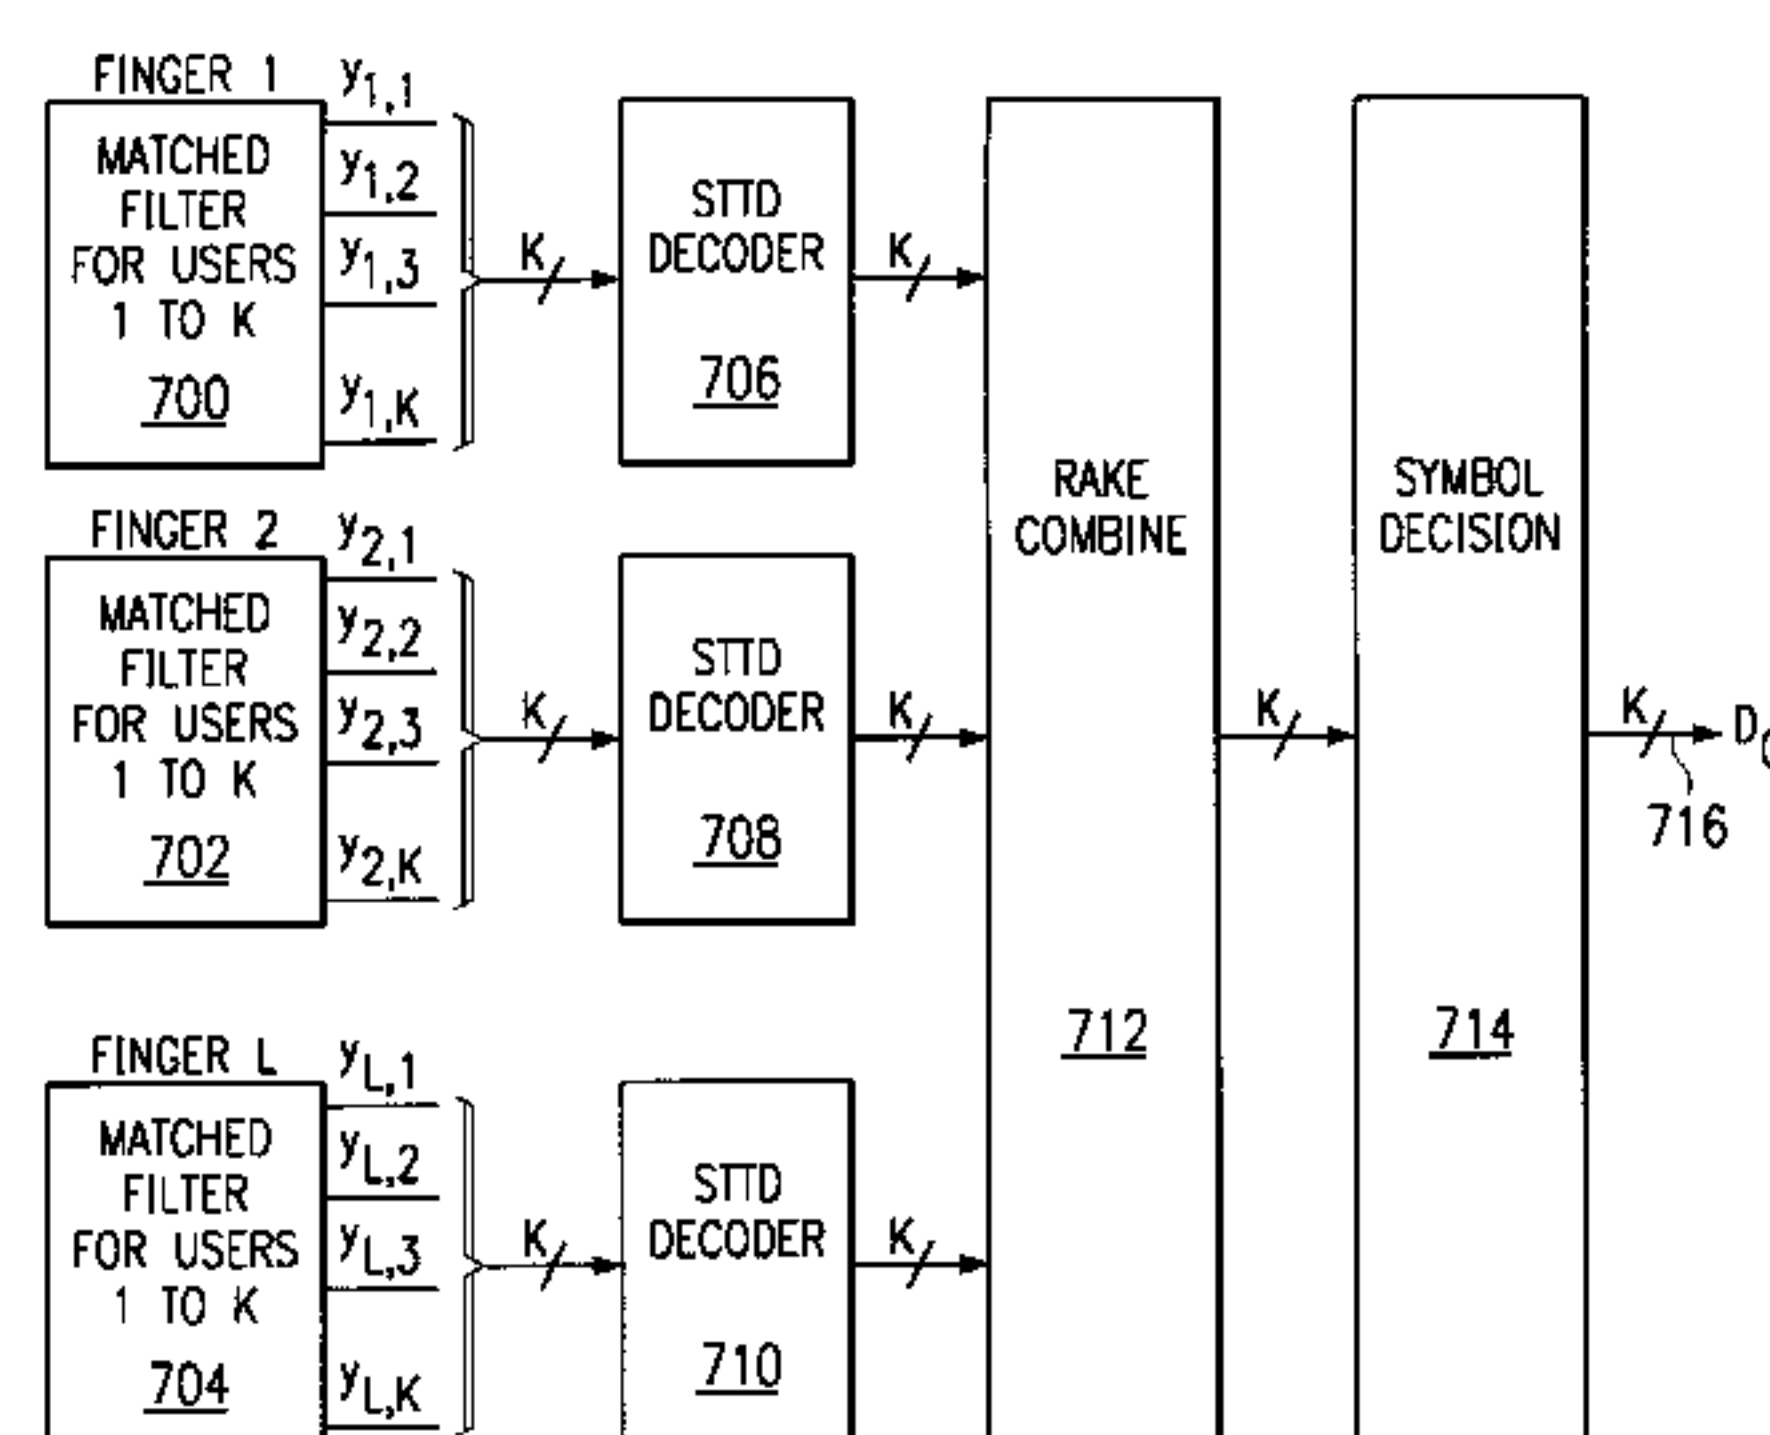 FINGER 1
MATCHED
FILTER
FOR USERS
1 TO K
700
y1,1
y1,2
y1,3
y1,K
K
STTD
DECODER
706
K
FINGER 2
MATCHED
FILTER
FOR USERS
1 TO K
702
y2,1
y2,2
y2,3
y2,K
K
STTD
DECODER
708
K
FINGER L
MATCHED
FILTER
FOR USERS
1 TO K
704
yL,1
yL,2
yL,3
yL,K
K
STTD
DECODER
710
K
RAKE
COMBINE
712
K
SYMBOL
DECISION
714
K
D
716